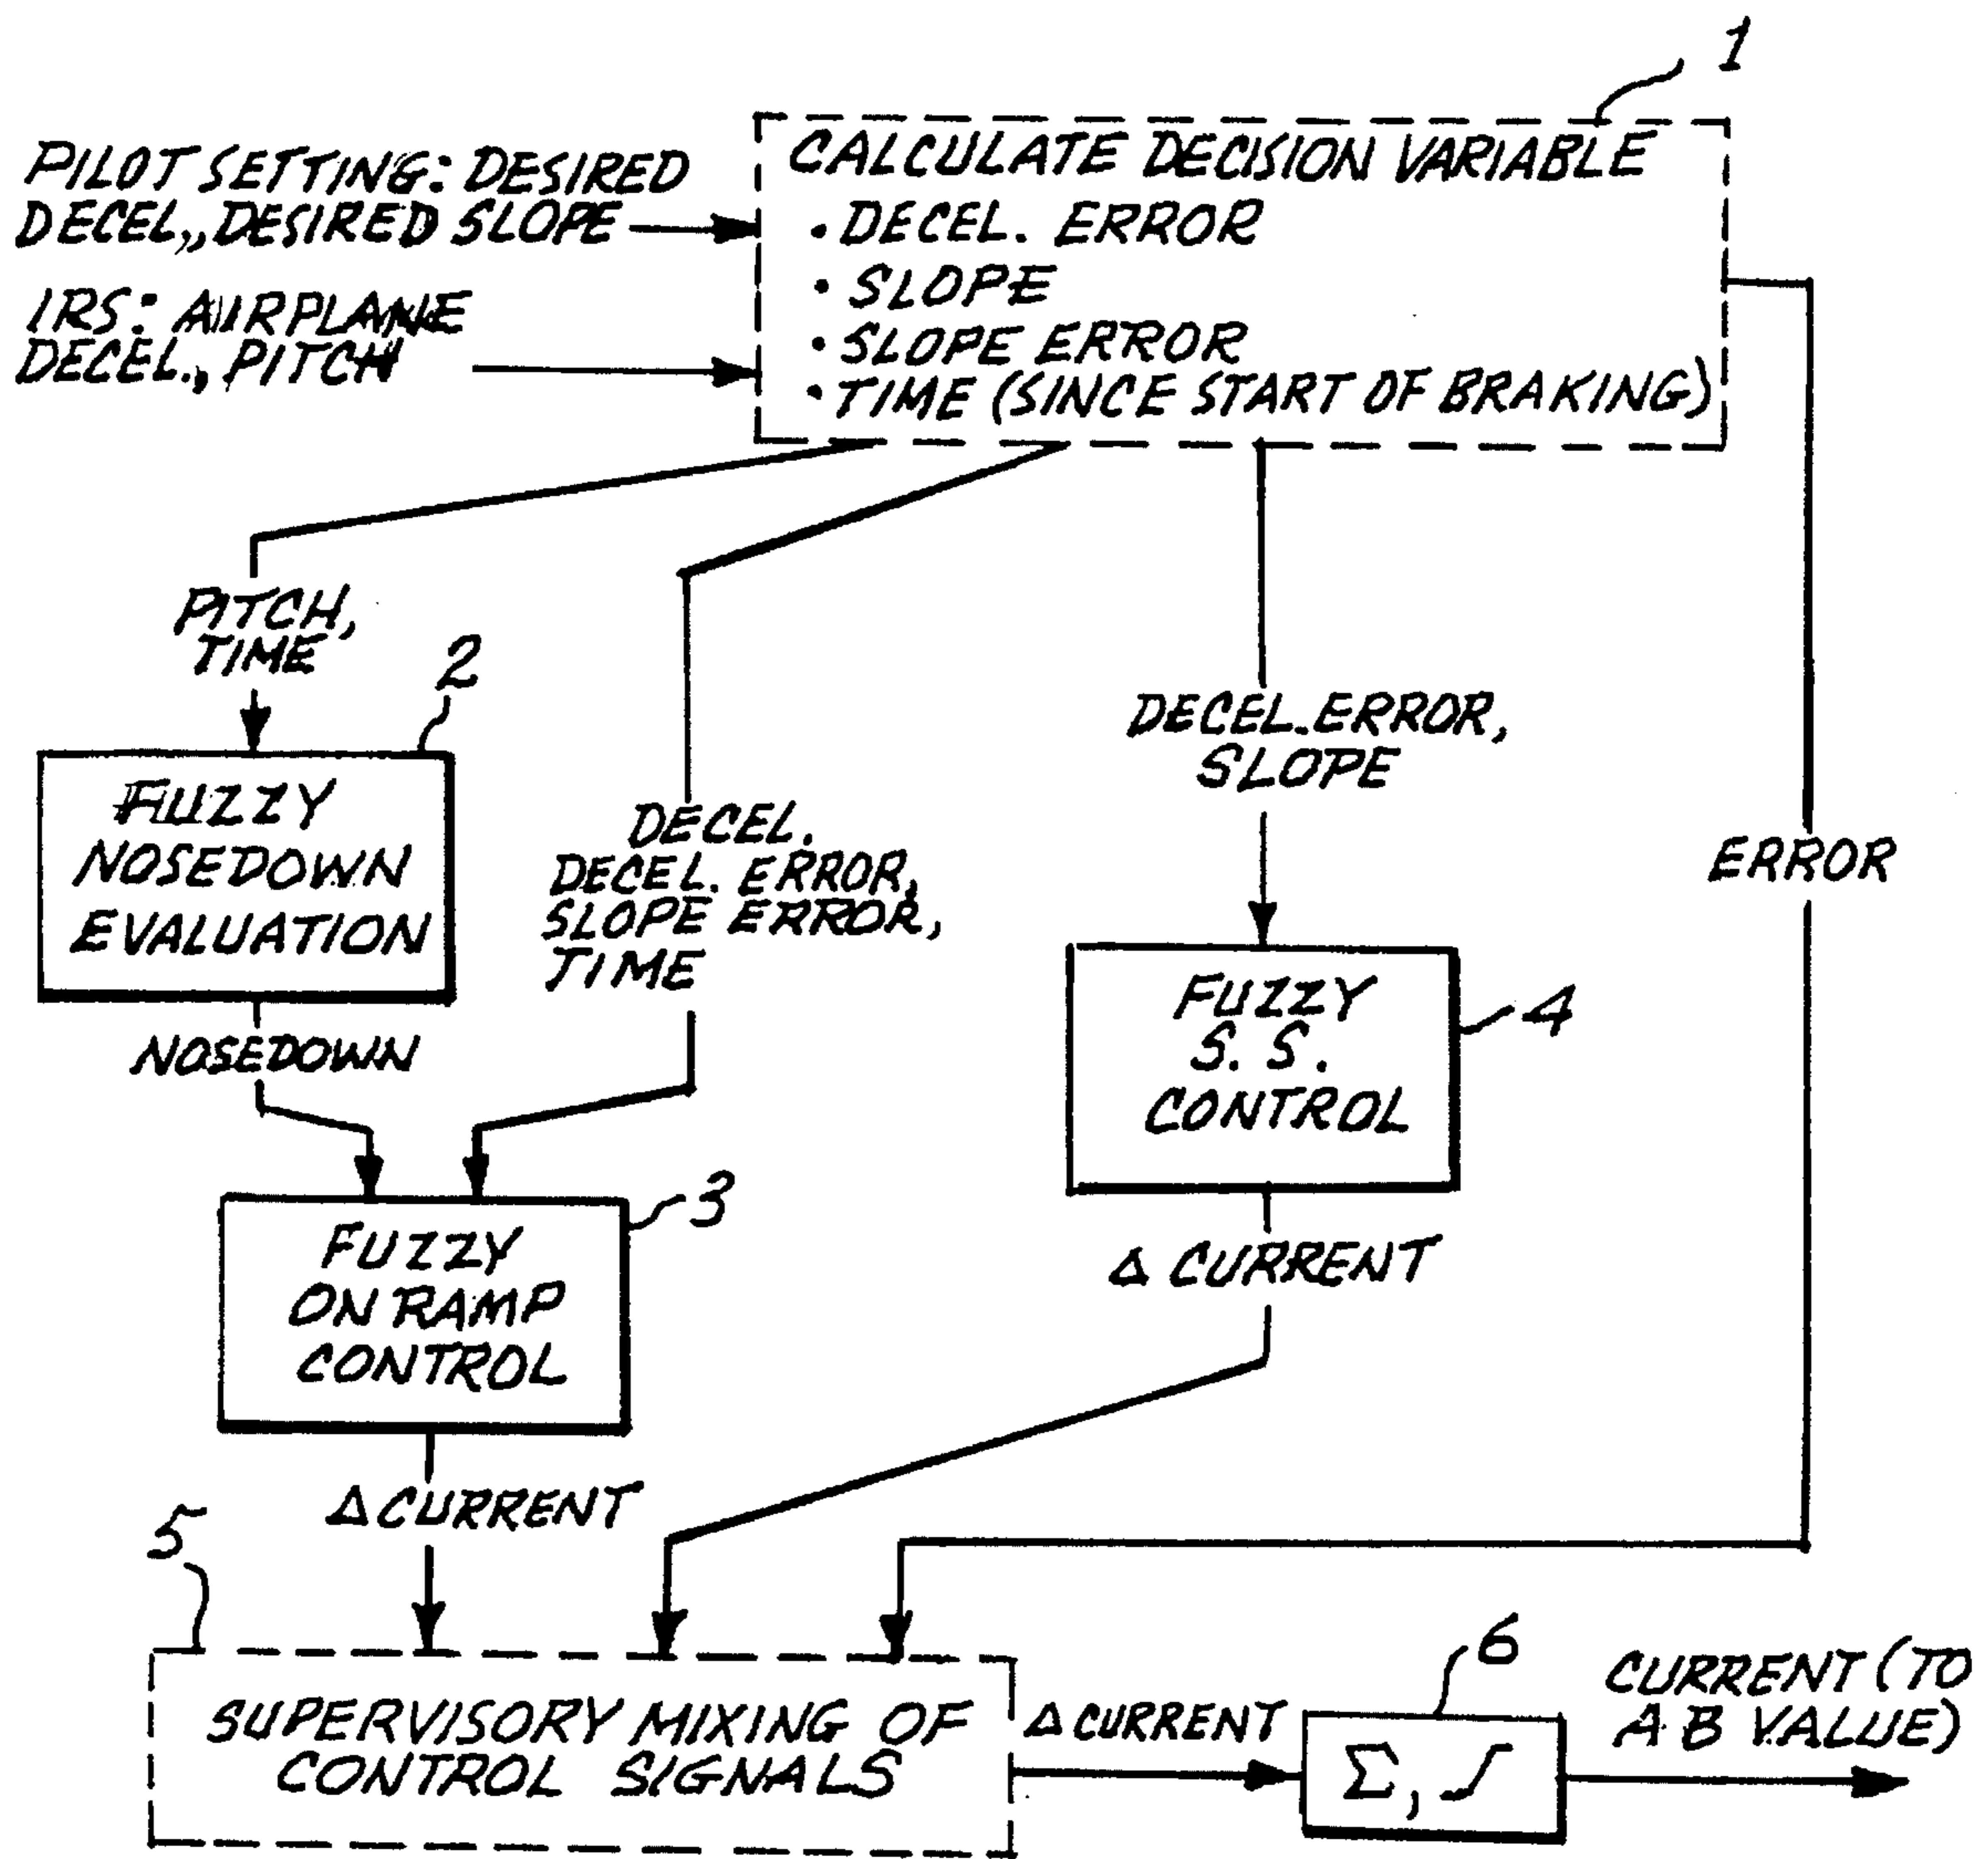 1
PILOT SETTING: DESIRED
DECEL., DESIRED SLOPE
IRS: AIRPLANE
DECEL., PITCH
CALCULATE DECISION VARIABLE
• DECEL. ERROR
• SLOPE
• SLOPE ERROR
• TIME (SINCE START OF BRAKING)
PITCH,
TIME
2
FUZZY
NOSEDOWN
EVALUATION
NOSEDOWN
DECEL.
DECEL. ERROR,
SLOPE ERROR,
TIME
DECEL. ERROR,
SLOPE
ERROR
FUZZY
S. S.
CONTROL
4
Δ CURRENT
3
FUZZY
ON RAMP
CONTROL
Δ CURRENT
5
SUPERVISORY MIXING OF
CONTROL SIGNALS
Δ CURRENT
6
Σ, ∫
CURRENT (TO
A B VALUE)